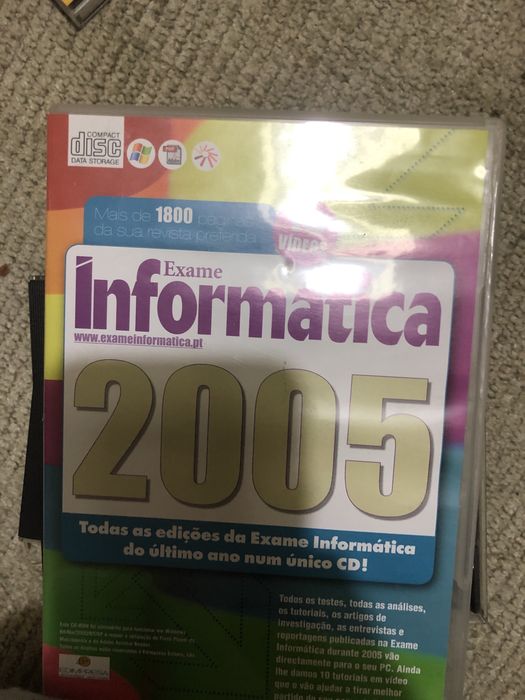 COMPACT
disc
DATA STORAGE
Mais de 1800 páginas
da sua revista preferida
Exame
informática
www.exameinformatica.pt
2005
Todas as edições da Exame Informática
do último ano num único CD!
Todos os testes, todas as análises,
os tutoriais, os artigos de
investigação, as entrevistas e
reportagens publicadas na Exame
Informática durante 2005 vão
directamente para o seu PC. Ainda
lhe damos 10 tutoriais em vídeo
que o vão ajudar a tirar melhor
EDIMPRESA